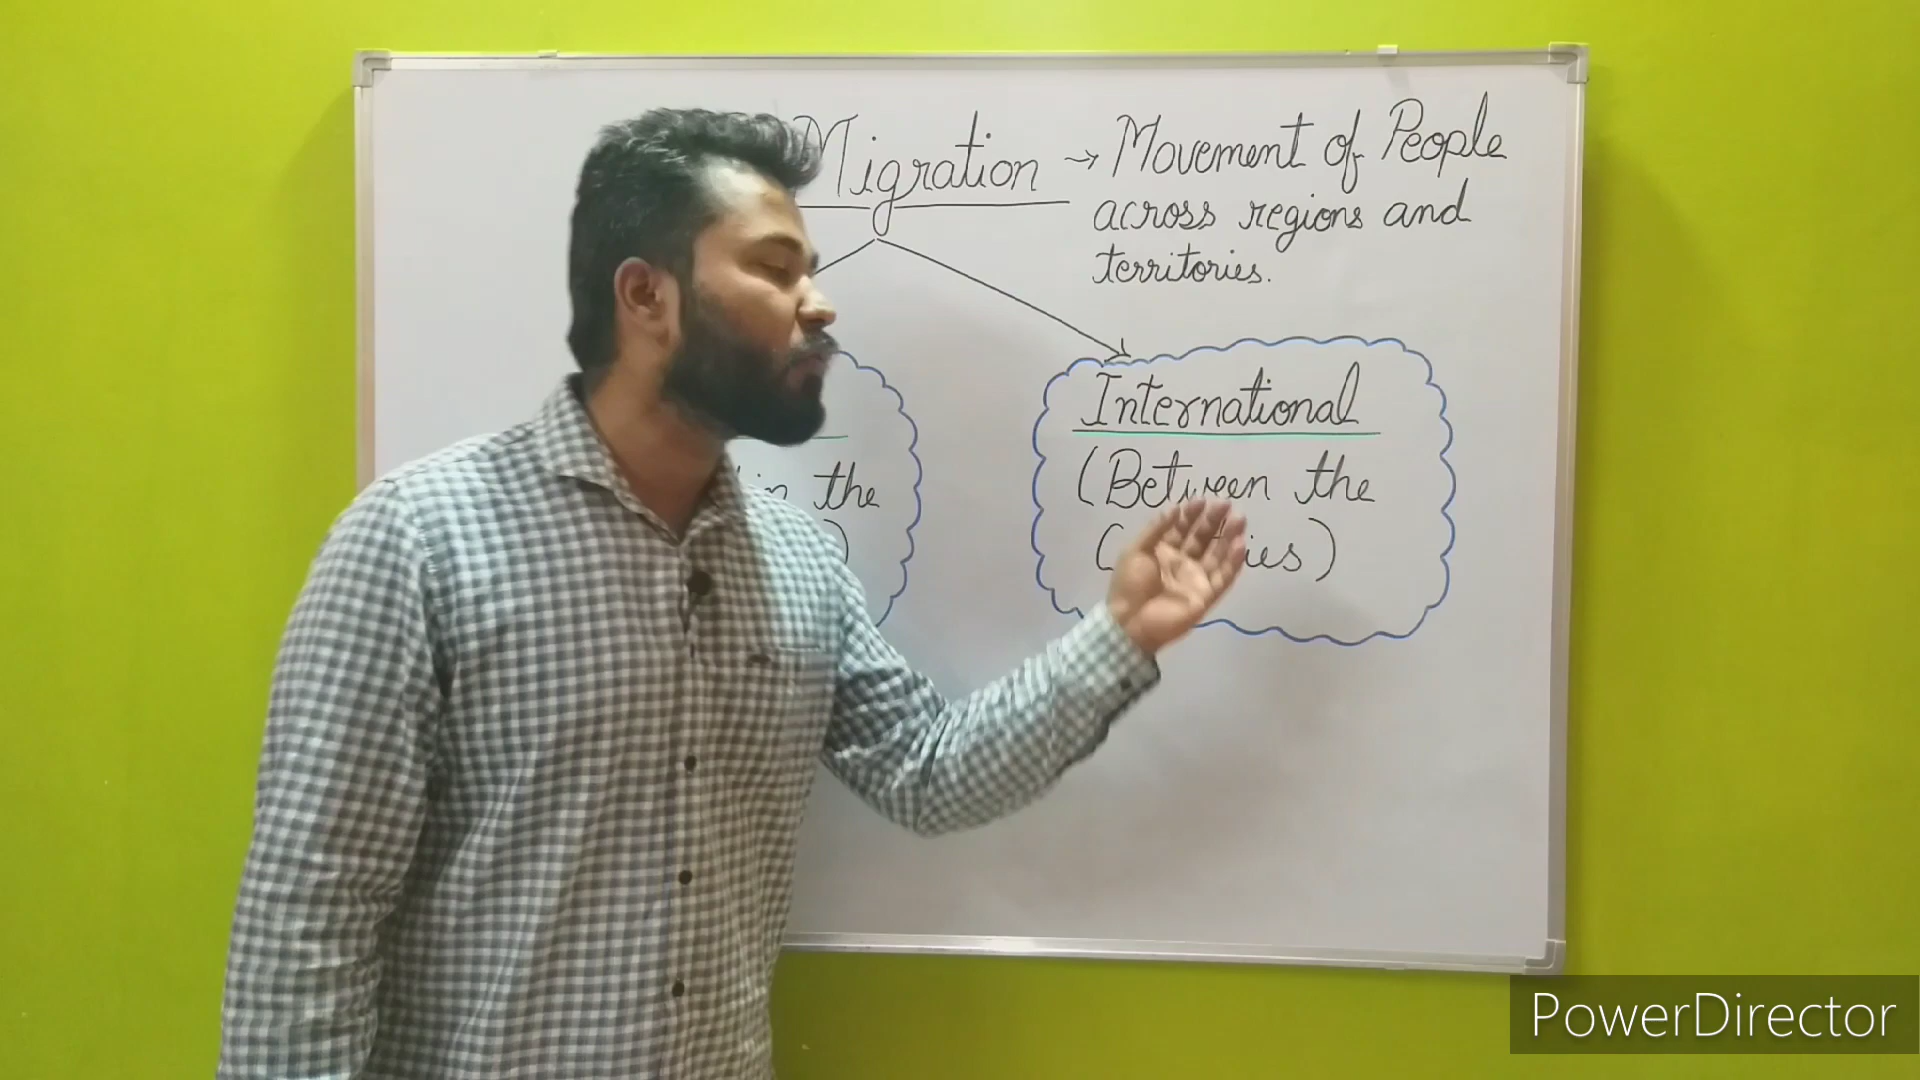 Migration → Movement of People
across regions and
territories.
in the
)
International
(Between the
ies)
PowerDirector